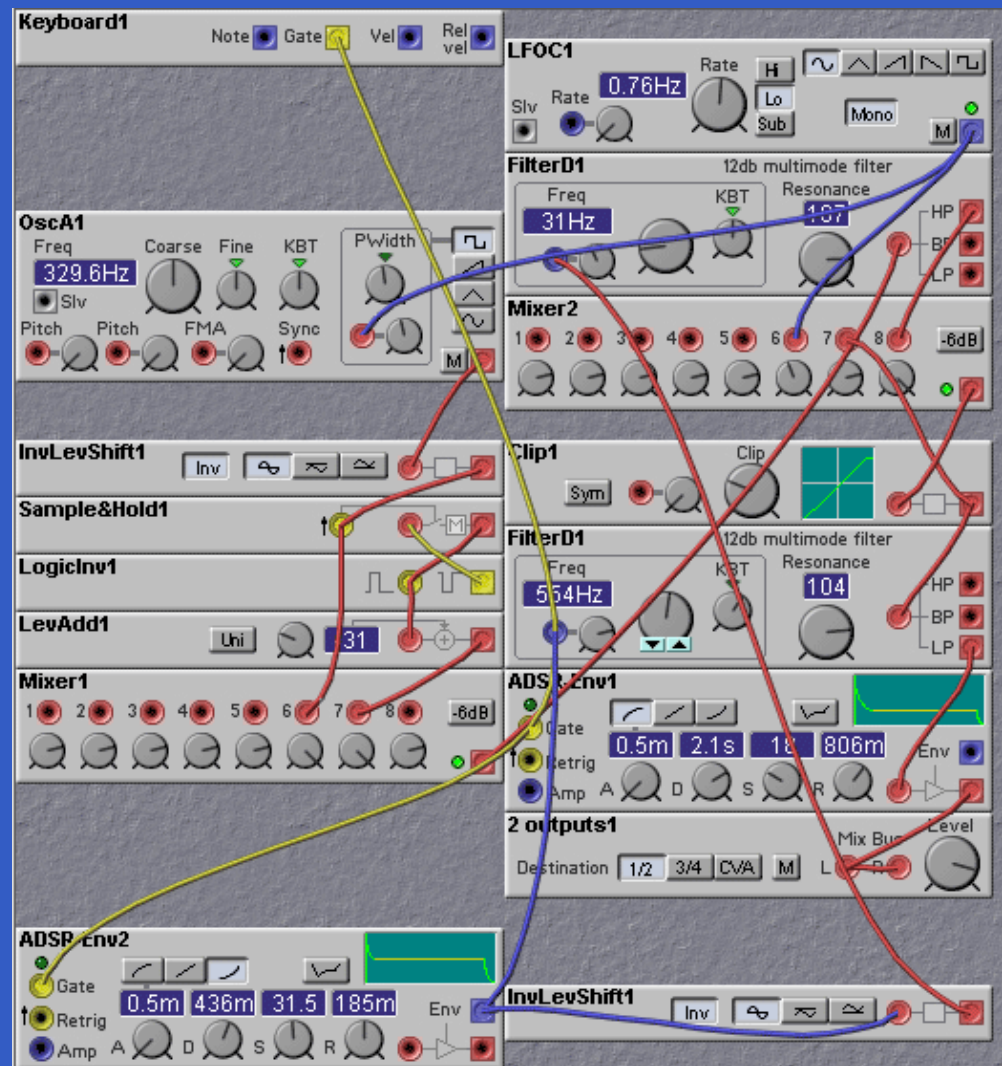 Keyboard1
Note Gate Vel Rel vel
OscA1
Freq Coarse Fine KBT PWidth
329.6Hz
Slv
Pitch Pitch FMA Sync
M
InvLevShift1
Inv
Sample&Hold1
M
LogicInv1
LevAdd1
Uni
Mixer1
1 2 3 4 5 6 7 8 -6dB
ADSR-Env2
Gate
0.5m 436m 31.5 185m Env
Retrig
Amp A D S R
LFOC1
Rate Hi
0.76Hz
Slv Rate Lo Mono
Sub M
FilterD1 12db multimode filter
Freq KBT Resonance
31Hz HP
BP
LP
Mixer2
1 2 3 4 5 6 7 8 -6dB
Clip1
Clip
Sym
FilterD1 12db multimode filter
Freq KBT Resonance
554Hz 104 HP
BP
LP
ADSR-Env1
Gate
0.5m 2.1s 806m Env
Retrig
Amp A D S R
2 outputs1
Mix Bus Level
Destination 1/2 3/4 CVA M L R
InvLevShift1
Inv